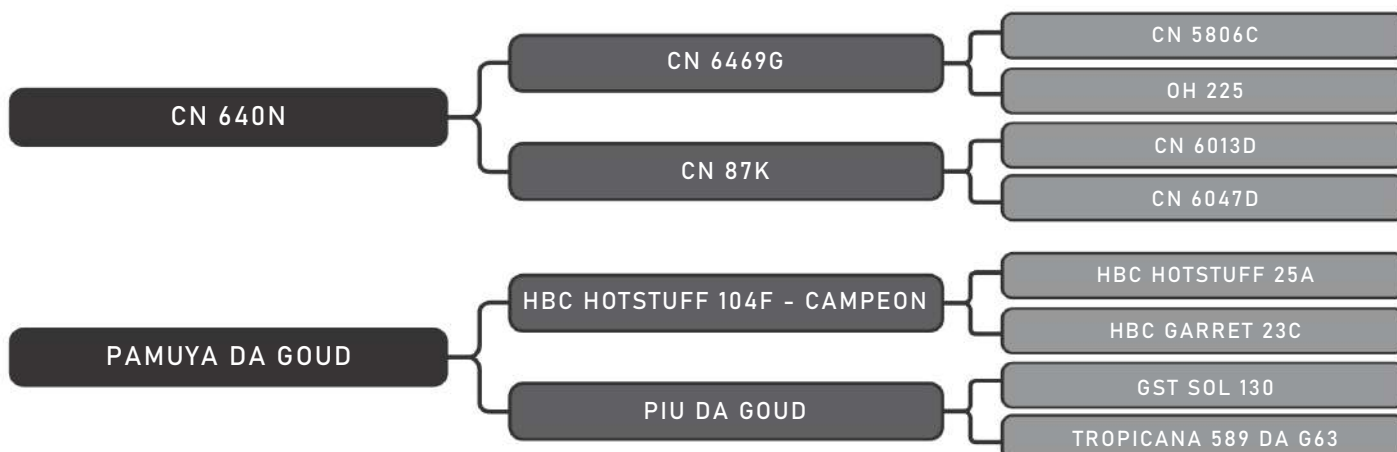 CN 5806C
CN 6469G
OH 225
CN 640N
CN 6013D
CN 87K
CN 6047D
HBC HOTSTUFF 25A
HBC HOTSTUFF 104F - CAMPEON
HBC GARRET 23C
PAMUYA DA GOUD
GST SOL 130
PIU DA GOUD
TROPICANA 589 DA G63